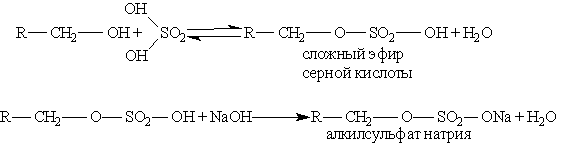 R—CH₂—OH + OH OH SO₂ ⇌ R—CH₂—O—SO₂—OH + H₂O
сложный эфир
серной кислоты
R—CH₂—O—SO₂—OH + NaOH → R—CH₂—O—SO₂—ONa + H₂O
алкилсульфат натрия